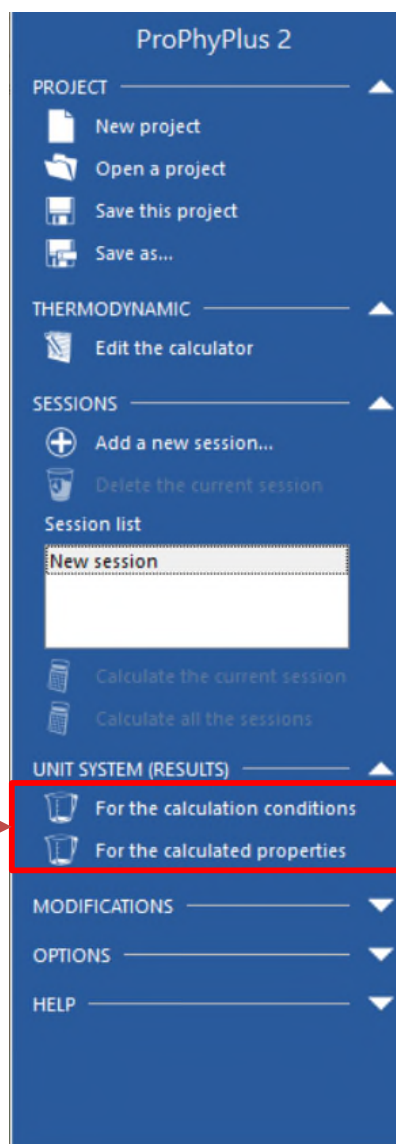 ProPhyPlus 2
PROJECT
New project
Open a project
Save this project
Save as...
THERMODYNAMIC
Edit the calculator
SESSIONS
Add a new session...
Delete the current session
Session list
New session
Calculate the current session
Calculate all the sessions
UNIT SYSTEM (RESULTS)
For the calculation conditions
For the calculated properties
MODIFICATIONS
OPTIONS
HELP